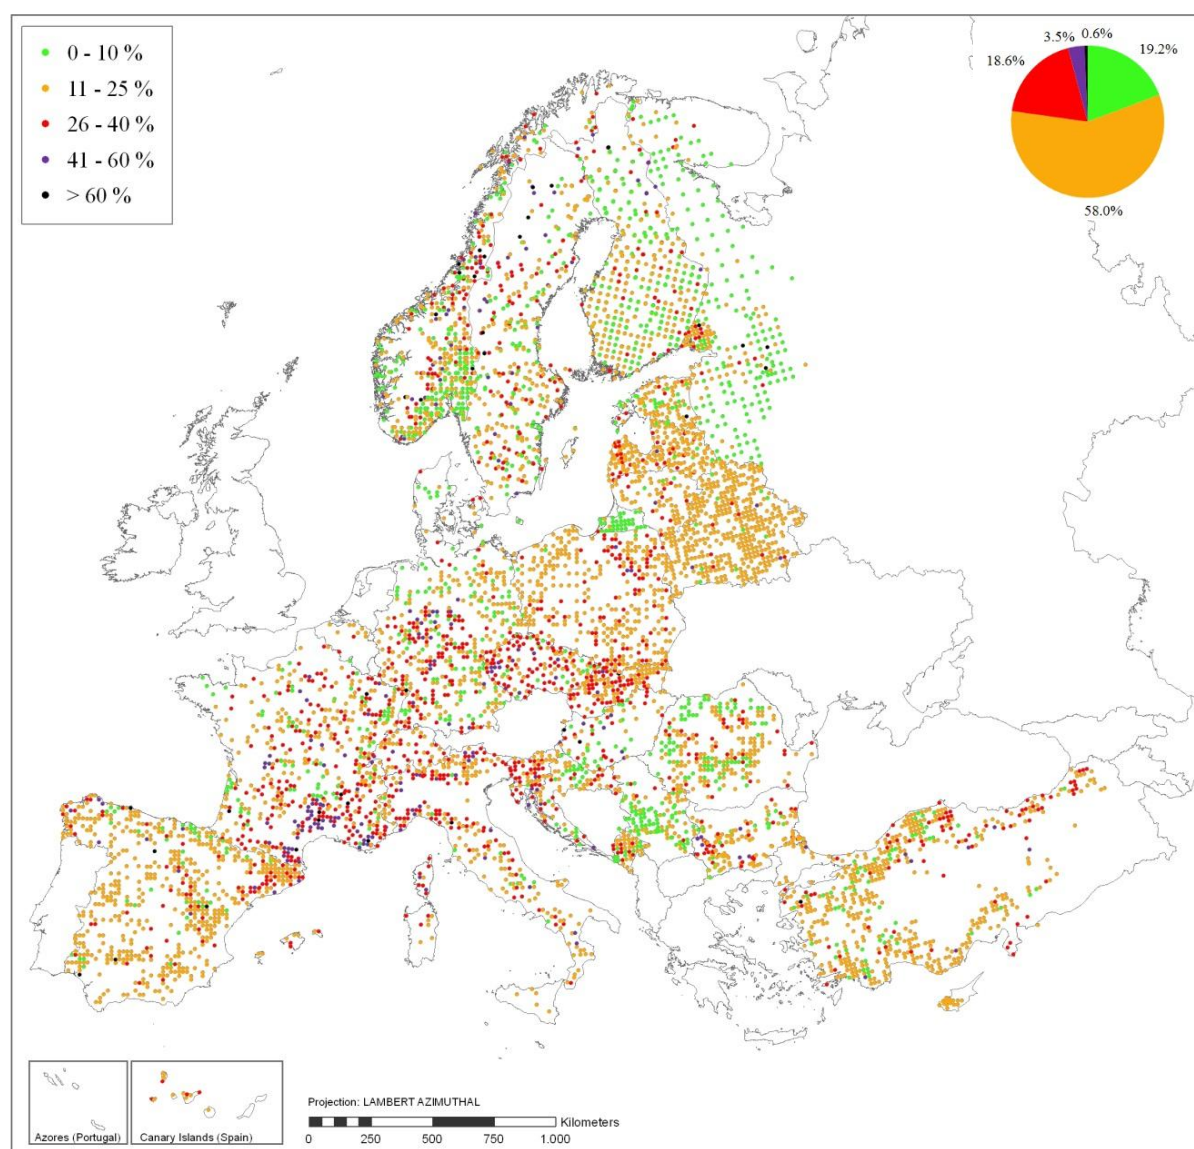 0 - 10 %
11 - 25 %
26 - 40 %
41 - 60 %
> 60 %
3.5%
0.6%
18.6%
19.2%
58.0%
Azores (Portugal)
Canary Islands (Spain)
Projection: LAMBERT AZIMUTHAL
Kilometers
0 250 500 750 1.000